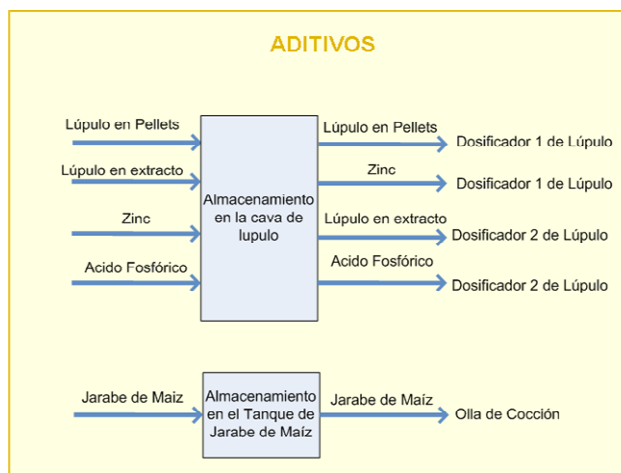 ADITIVOS
Lúpulo en Pellets
Lúpulo en extracto
Zinc
Acido Fosfórico
Almacenamiento
en la cava de
lupulo
Lúpulo en Pellets
Dosificador 1 de Lúpulo
Zinc
Dosificador 1 de Lúpulo
Lúpulo en extracto
Dosificador 2 de Lúpulo
Acido Fosfórico
Dosificador 2 de Lúpulo
Jarabe de Maiz
Almacenamiento
en el Tanque de
Jarabe de Maíz
Jarabe de Maíz
Olla de Cocción